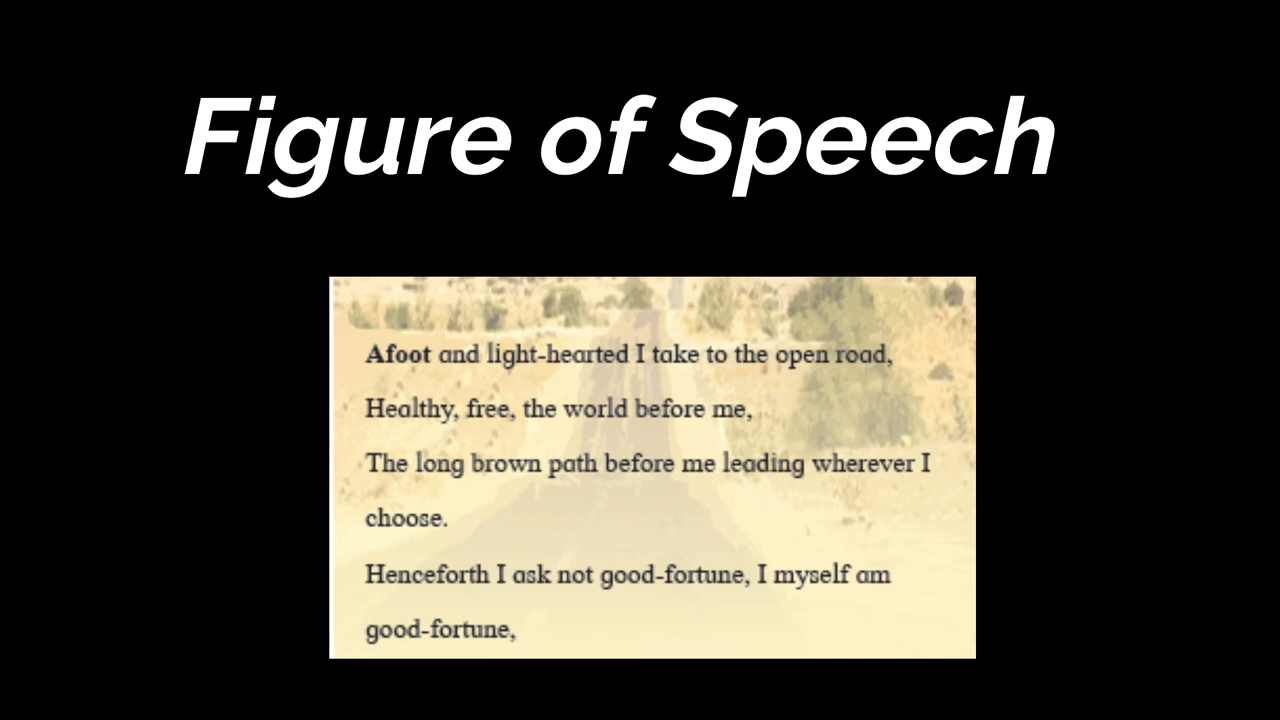 Figure of Speech
Afoot and light-hearted I take to the open road,
Healthy, free, the world before me,
The long brown path before me leading wherever I
choose.
Henceforth I ask not good-fortune, I myself am
good-fortune,